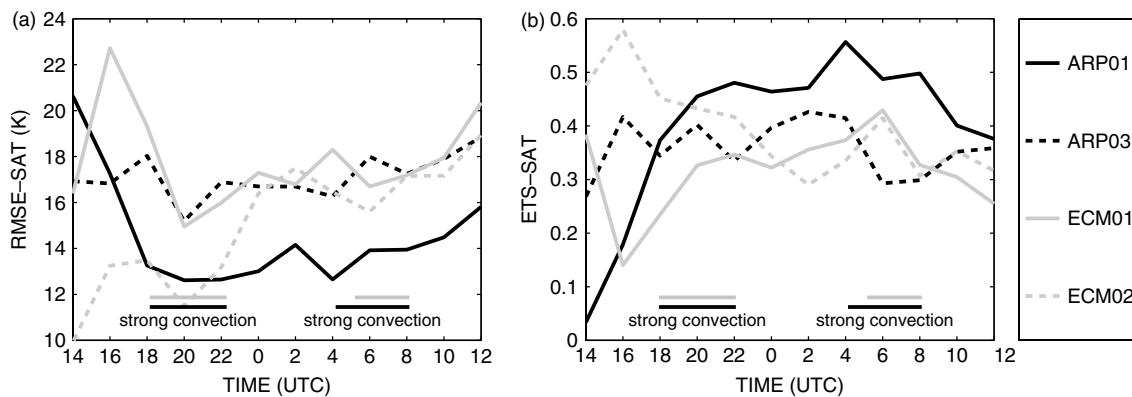 (a)
24
22
20
18
16
14
12
10
RMSE–SAT (K)
strong convection
strong convection
14 16 18 20 22 0 2 4 6 8 10 12
TIME (UTC)
(b)
0.6
0.5
0.4
0.3
0.2
0.1
0
ETS–SAT
strong convection
strong convection
14 16 18 20 22 0 2 4 6 8 10 12
TIME (UTC)
ARP01
ARP03
ECM01
ECM02